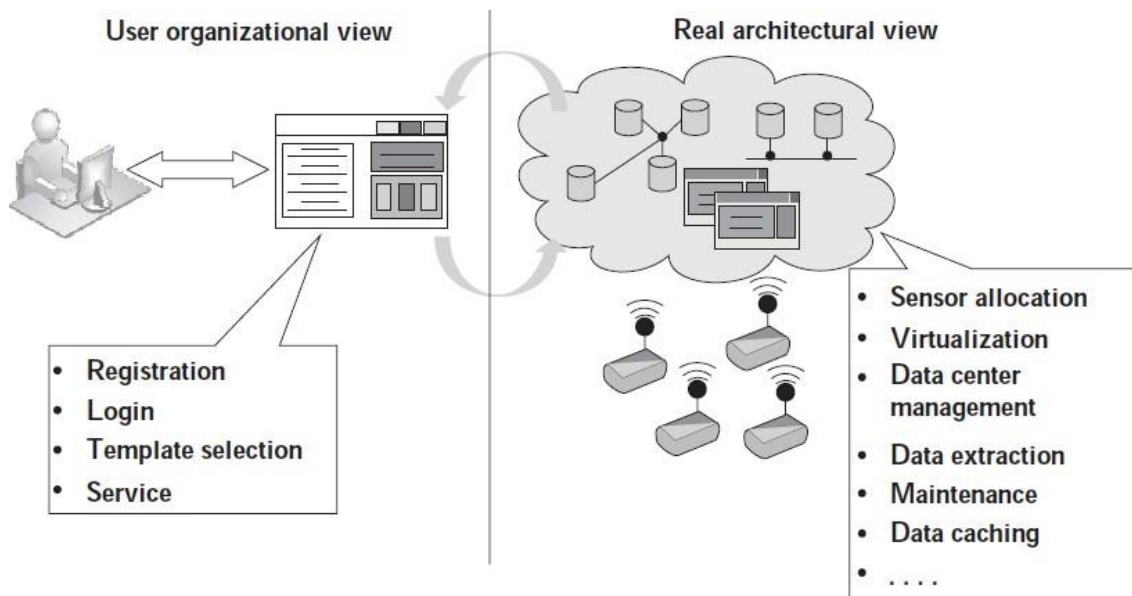 User organizational view
Real architectural view
• Registration
• Login
• Template selection
• Service
• Sensor allocation
• Virtualization
• Data center
management
• Data extraction
• Maintenance
• Data caching
• . . . .